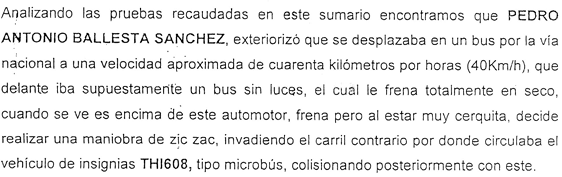 Analizando las pruebas recaudadas en este sumario encontramos que PEDRO
ANTONIO BALLESTA SANCHEZ, exteriorizó que se desplazaba en un bus por la vía
nacional a una velocidad aproximada de cuarenta kilómetros por horas (40Km/h), que
delante iba supuestamente un bus sin luces, el cual le frena totalmente en seco,
cuando se ve es encima de este automotor, frena pero al estar muy cerquita, decide
realizar una maniobra de zic zac, invadiendo el carril contrario por donde circulaba el
vehículo de insignias THI608, tipo microbús, colisionando posteriormente con este.